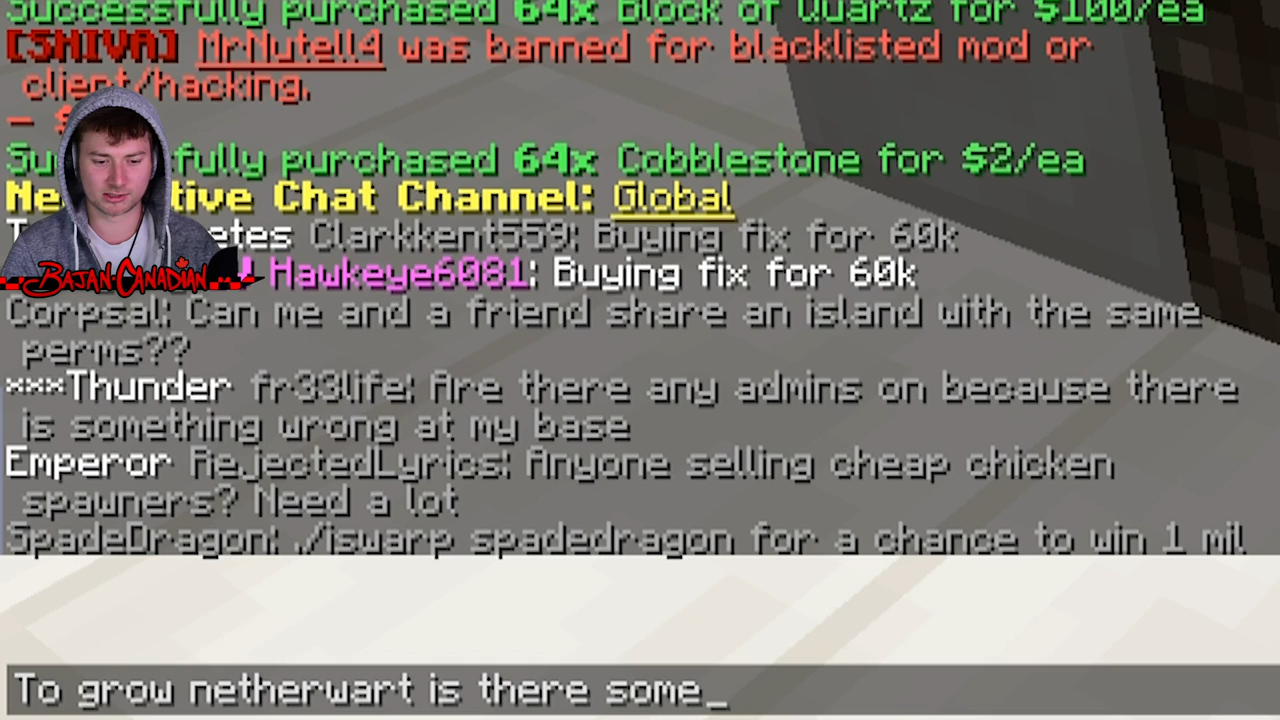 Successfully purchased 64x Block of Quartz for $100/ea
[SHIVA] MrNutell4 was banned for blacklisted mod or
client/hacking.
- $
Su fully purchased 64x Cobblestone for $2/ea
Ne tive Chat Channel: Global
T etes Clarkkent559: Buying fix for 60k
BAJAN CANADIAN Hawkeye6081: Buying fix for 60k
Corpsal: Can me and a friend share an island with the same
perms??
×××Thunder fr33life: Are there any admins on because there
is something wrong at my base
Emperor RejectedLyrics: Anyone selling cheap chicken
spawners? Need a lot
SpadeDragon: ./iswarp spadedragon for a chance to win 1 mil
To grow netherwart is there some_